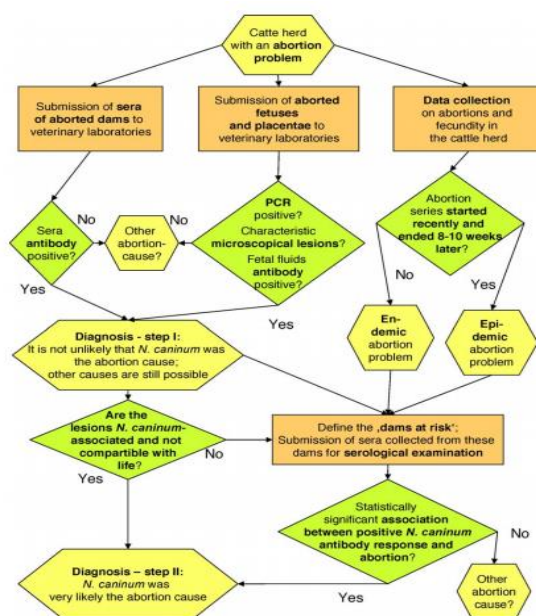 Catte herd
with an abortion
problem
Submission of sera
of aborted dams to
veterinary laboratories
Submission of aborted
fetuses
and placentae to
veterinary laboratories
Data collection
on abortions and
fecundity in
the cattle herd
Sera
antibody
positive?
No
Other
abortion-
cause?
No
PCR
positive?
Characteristic
microscopical lesions?
Fetal fluids
antibody
positive?
Abortion
series started
recently and
ended 8-10 weeks
later?
No
Yes
Yes
Yes
En-
demic
abortion
problem
Epi-
demic
abortion
problem
Diagnosis - step I:
It is not unlikely that N. caninum was
the abortion cause;
other causes are still possible
Are the
lesions N. caninum-
associated and not
compartible with
life?
No
Yes
Define the ‚dams at risk‘;
Submission of sera collected from these
dams for serological examination
Statistically
significant association
between positive N. caninum
antibody response and
abortion?
No
Yes
Other
abortion
cause?
Diagnosis – step II:
N. caninum was
very likely the abortion cause